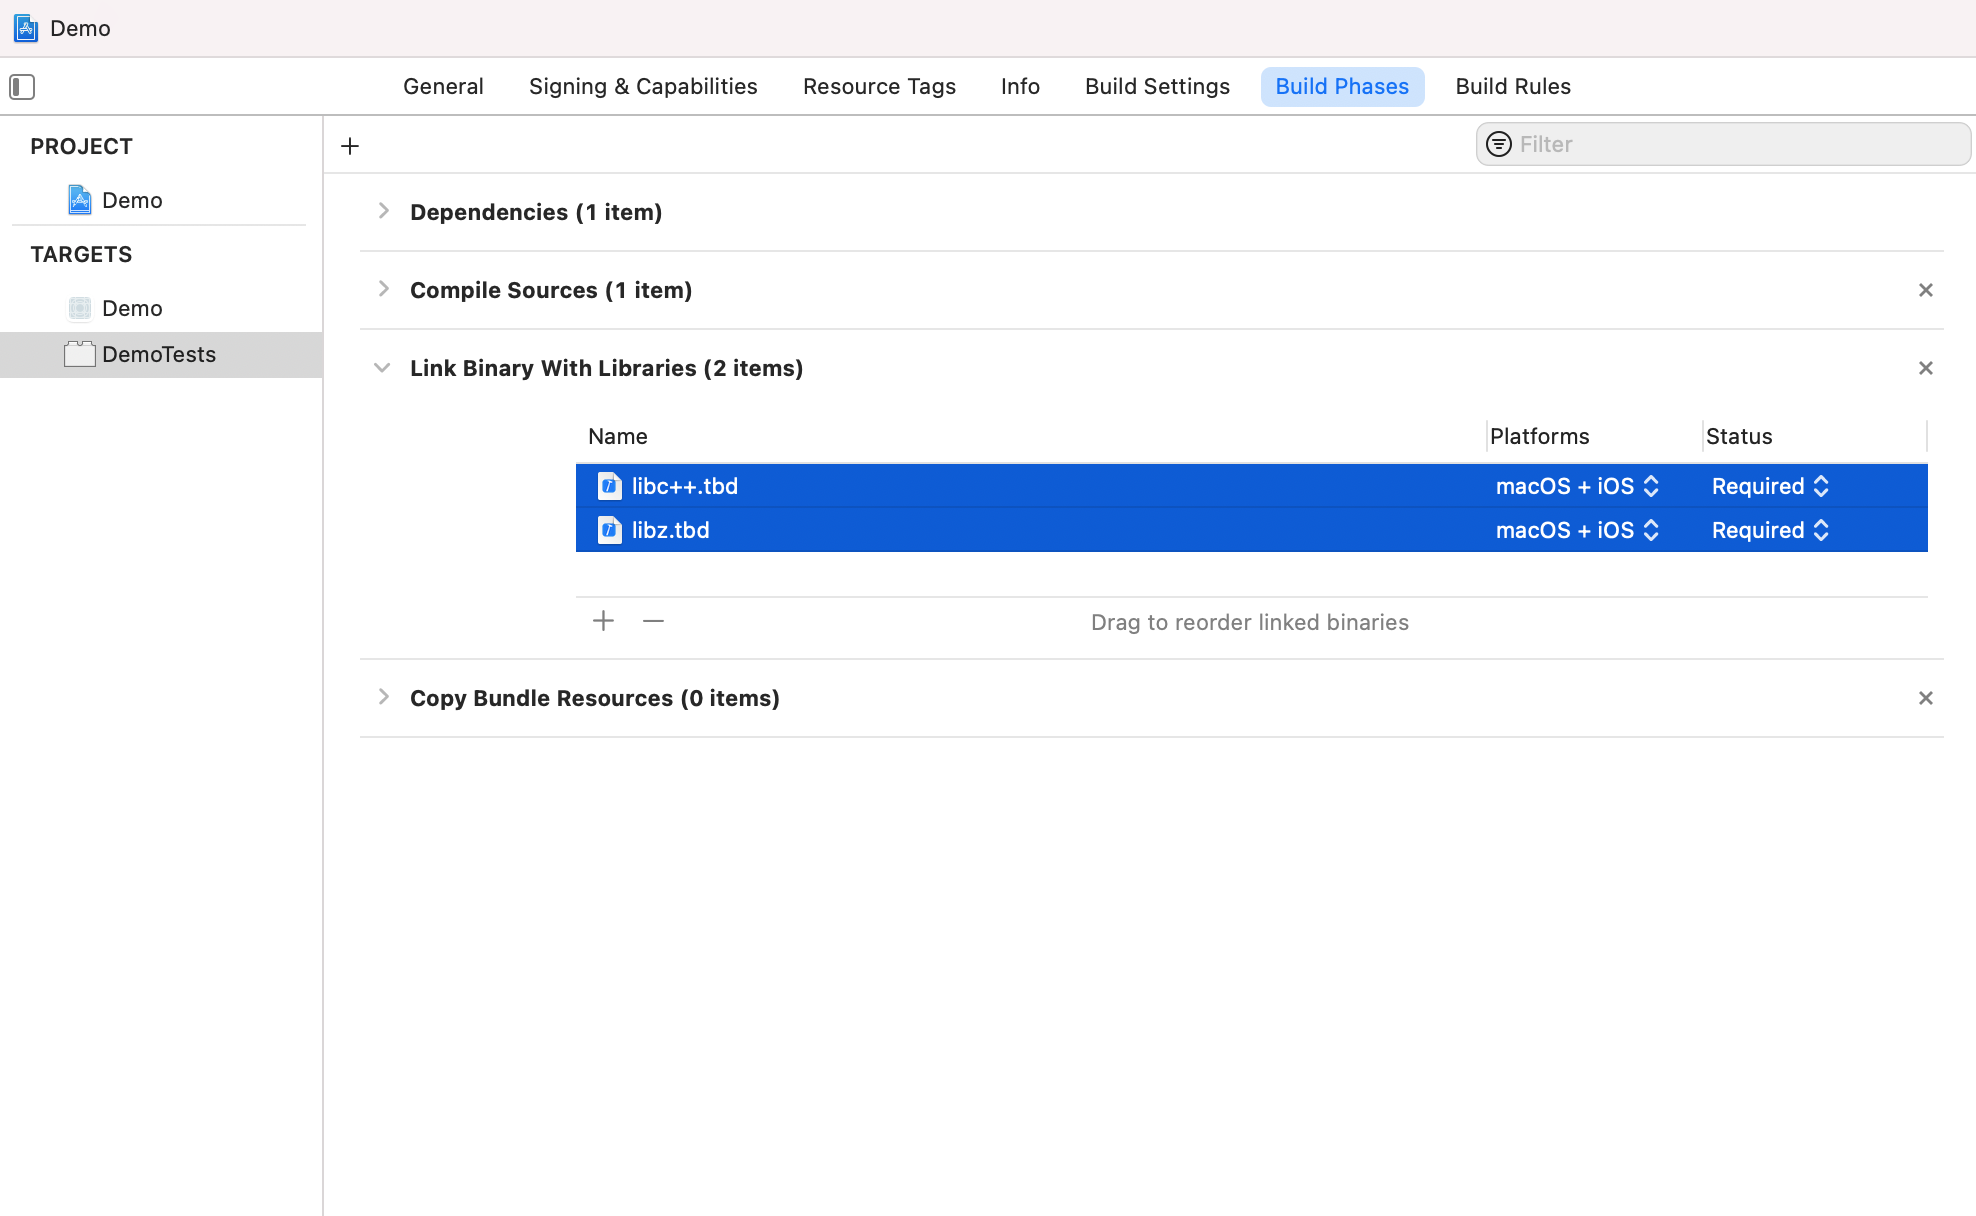 Demo
General Signing & Capabilities Resource Tags Info Build Settings Build Phases Build Rules
PROJECT
Demo
TARGETS
Demo
DemoTests
Filter
Dependencies (1 item)
Compile Sources (1 item)
Link Binary With Libraries (2 items)
Name Platforms Status
libc++.tbd macOS + iOS Required
libz.tbd macOS + iOS Required
Drag to reorder linked binaries
Copy Bundle Resources (0 items)